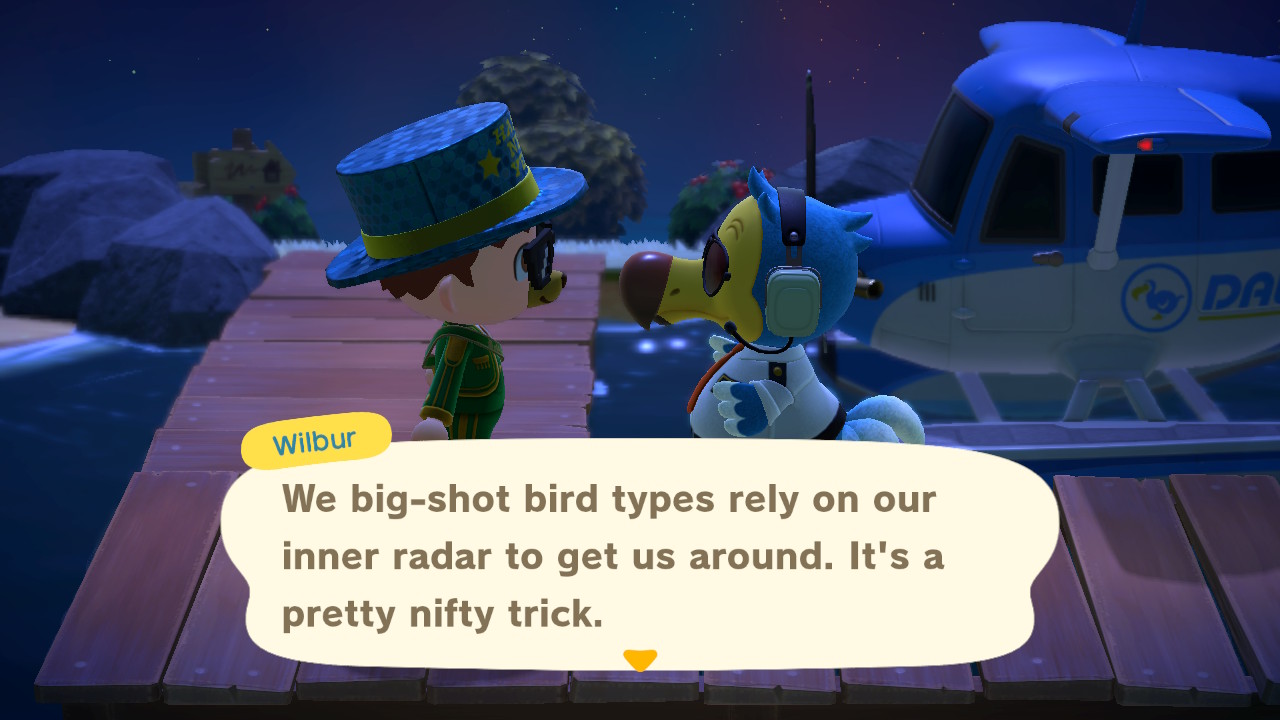 DA
Wilbur
We big-shot bird types rely on our
inner radar to get us around. It's a
pretty nifty trick.